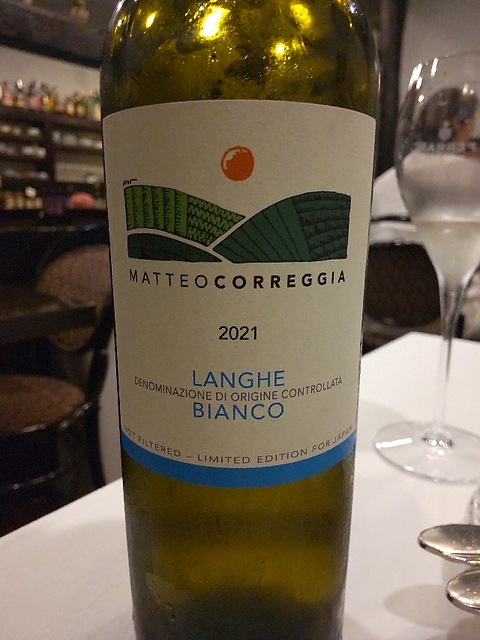 MATTEOCORREGGIA
2021
LANGHE
DENOMINAZIONE DI ORIGINE CONTROLLATA
BIANCO
NOT FILTERED – LIMITED EDITION FOR JAPAN